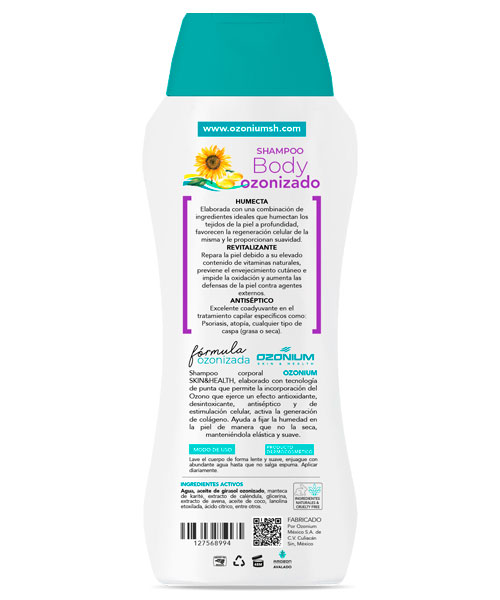 www.ozoniumsh.com
SHAMPOO
Body
ozonizado
HUMECTA
Elaborada con una combinación de
ingredientes ideales que humectan los
tejidos de la piel a profundidad,
favorecen la regeneración celular de la
misma y le proporcionan suavidad.
REVITALIZANTE
Repara la piel debido a su elevado
contenido de vitaminas naturales,
previene el envejecimiento cutáneo e
impide la oxidación y aumenta las
defensas de la piel contra agentes
externos.
ANTISÉPTICO
Excelente coadyuvante en el
tratamiento capilar específicos como:
Psoriasis, atopía, cualquier tipo de
caspa (grasa o seca).
fórmula
ozonizada
OZONIUM
SKIN & HEALTH
Shampoo corporal OZONIUM
SKIN&HEALTH, elaborado con tecnología
de punta que permite la incorporación del
Ozono que ejerce un efecto antioxidante,
desintoxicante, antiséptico y de
estimulación celular, activa la generación
de colágeno. Ayuda a fijar la humedad en
la piel de manera que no la seca,
manteniéndola elástica y suave.
MODO DE USO
PRODUCTO
DERMOCOSMÉTICO
Lave el cuerpo de forma lente y suave, enjuague con
abundante agua hasta que no salga espuma. Aplicar
diariamente.
INGREDIENTES ACTIVOS
Agua, aceite de girasol ozonizado, manteca
de karité, extracto de caléndula, glicerina,
extracto de avena, aceite de coco, lanolina
etoxilada, ácido cítrico, entre otros.
INGREDIENTES
NATURALES &
CRUELTY FREE
127568994
FABRICADO
Por Ozonium
México S.A. de
C.V. Culiacán
Sin, México
48M
AVALADO